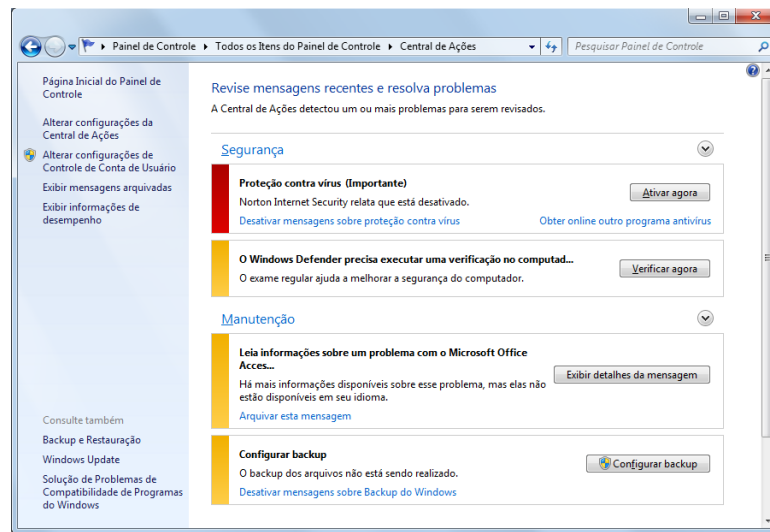 Painel de Controle ▸ Todos os Itens do Painel de Controle ▸ Central de Ações
Pesquisar Painel de Controle
Página Inicial do Painel de
Controle
Alterar configurações da
Central de Ações
Alterar configurações de
Controle de Conta de Usuário
Exibir mensagens arquivadas
Exibir informações de
desempenho
Consulte também
Backup e Restauração
Windows Update
Solução de Problemas de
Compatibilidade de Programas
do Windows
Revise mensagens recentes e resolva problemas
A Central de Ações detectou um ou mais problemas para serem revisados.
Segurança
Proteção contra vírus (Importante)
Norton Internet Security relata que está desativado.
Ativar agora
Desativar mensagens sobre proteção contra vírus
Obter online outro programa antivírus
O Windows Defender precisa executar uma verificação no computad...
O exame regular ajuda a melhorar a segurança do computador.
Verificar agora
Manutenção
Leia informações sobre um problema com o Microsoft Office
Acces...
Há mais informações disponíveis sobre esse problema, mas elas não
estão disponíveis em seu idioma.
Exibir detalhes da mensagem
Arquivar esta mensagem
Configurar backup
O backup dos arquivos não está sendo realizado.
Configurar backup
Desativar mensagens sobre Backup do Windows